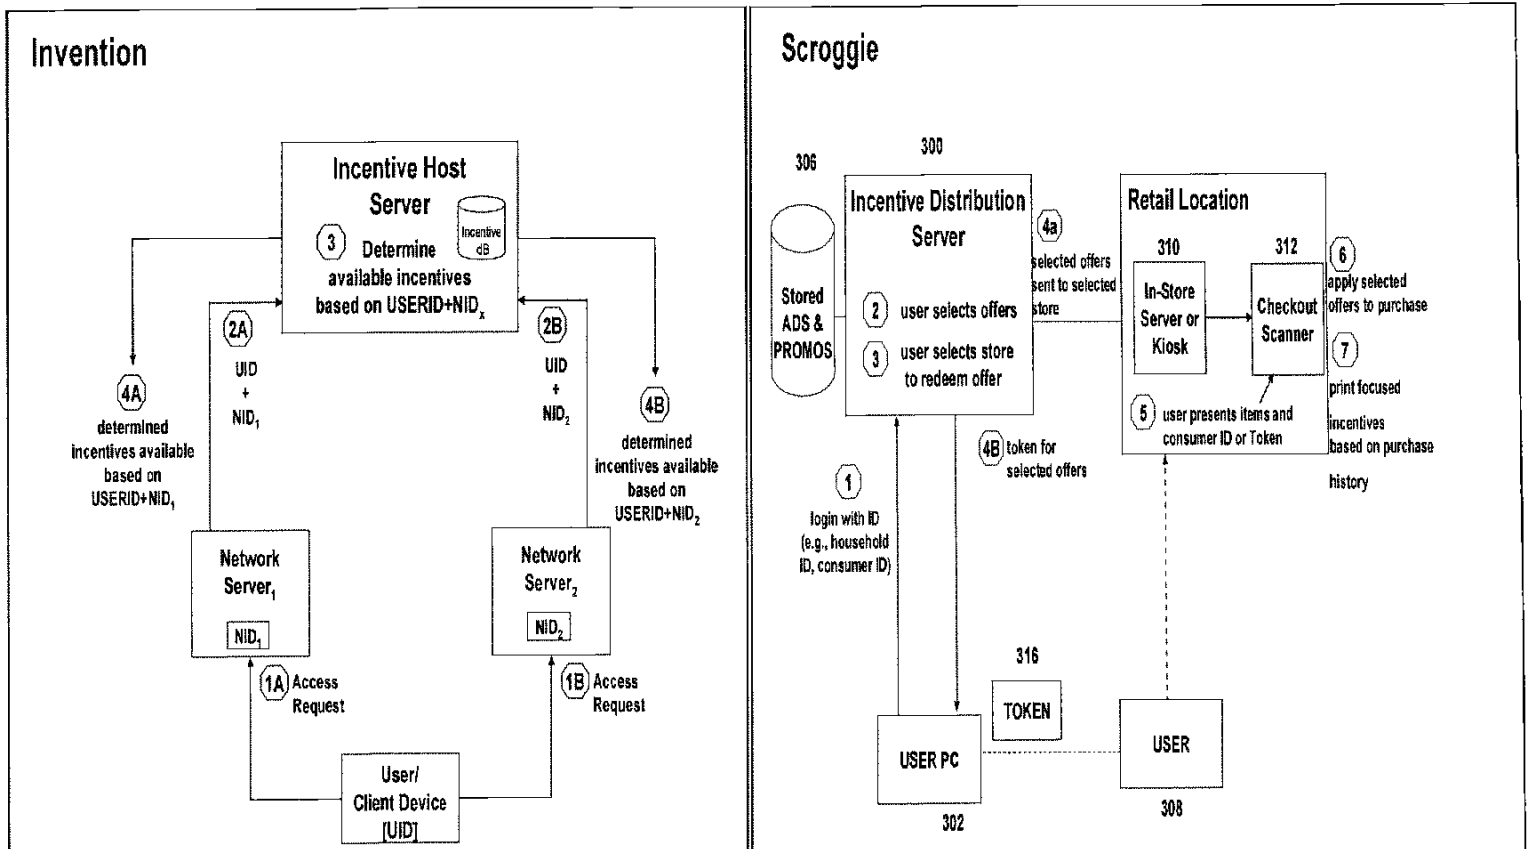 Invention
Incentive Host
Server
Incentive
dB
3
Determine
available incentives
based on USERID+NIDx
2A
UID
+
NID1
2B
UID
+
NID2
4A
determined
incentives available
based on
USERID+NID1
4B
determined
incentives available
based on
USERID+NID2
Network
Server1
NID1
Network
Server2
NID2
1A Access
Request
1B Access
Request
User/
Client Device
[UID]
Scroggie
306
300
Stored
ADS &
PROMOS
Incentive Distribution
Server
2 user selects offers
3 user selects store
to redeem offer
4a
selected offers
sent to selected
store
Retail Location
310
312
In-Store
Server or
Kiosk
Checkout
Scanner
5 user presents items and
consumer ID or Token
6
apply selected
offers to purchase
7
print focused
incentives
based on purchase
history
1
login with ID
(e.g., household
ID, consumer ID)
4B token for
selected offers
316
TOKEN
USER PC
302
USER
308